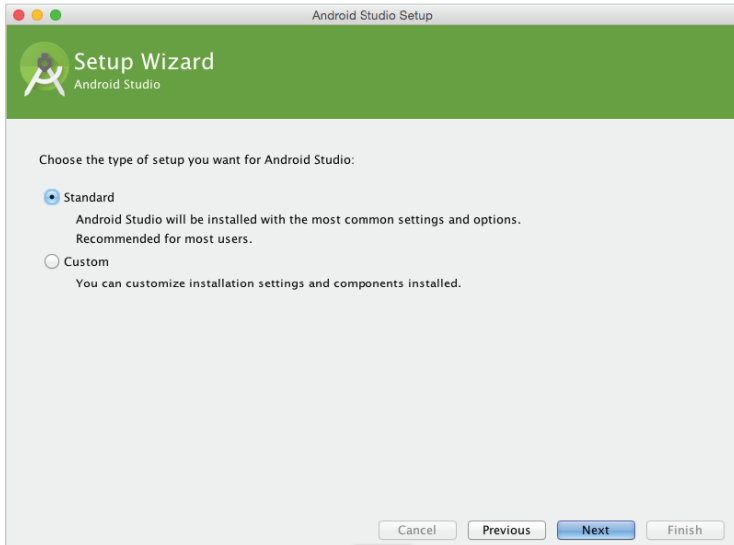 Android Studio Setup
Setup Wizard
Android Studio
Choose the type of setup you want for Android Studio:
Standard
Android Studio will be installed with the most common settings and options.
Recommended for most users.
Custom
You can customize installation settings and components installed.
Cancel Previous Next Finish